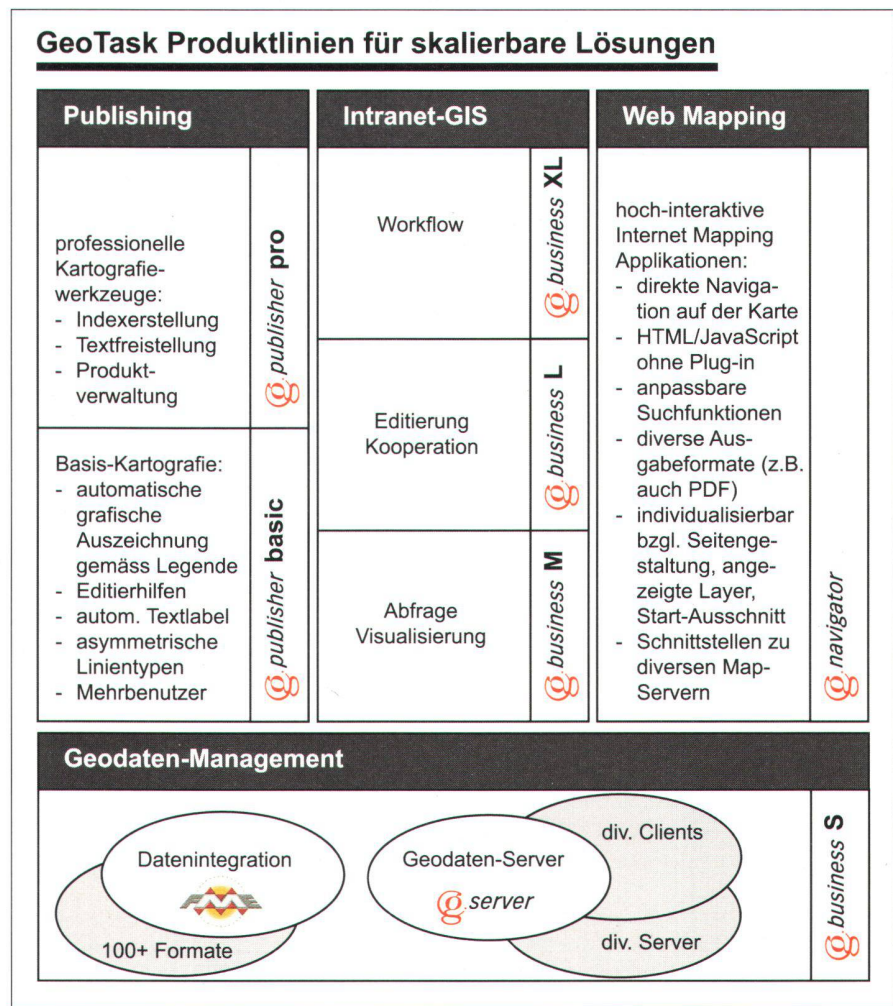 GeoTask Produktlinien für skalierbare Lösungen
Publishing
professionelle
Kartografie-
werkzeuge:
- Indexerstellung
- Textfreistellung
- Produkt-
verwaltung
g.publisher pro
Basis-Kartografie:
- automatische
grafische
Auszeichnung
gemäss Legende
- Editierhilfen
- autom. Textlabel
- asymmetrische
Linientypen
- Mehrbenutzer
g.publisher basic
Intranet-GIS
Workflow
g.business XL
Editierung
Kooperation
g.business L
Abfrage
Visualisierung
g.business M
Web Mapping
hoch-interaktive
Internet Mapping
Applikationen:
- direkte Naviga-
tion auf der Karte
- HTML/JavaScript
ohne Plug-in
- anpassbare
Suchfunktionen
- diverse Aus-
gabeformate (z.B.
auch PDF)
- individualisierbar
bzgl. Seitenge-
staltung, ange-
zeigte Layer,
Start-Ausschnitt
- Schnittstellen zu
diversen Map-
Servern
g.navigator
Geodaten-Management
Datenintegration
FME
100+ Formate
Geodaten-Server
g.server
div. Clients
div. Server
g.business S